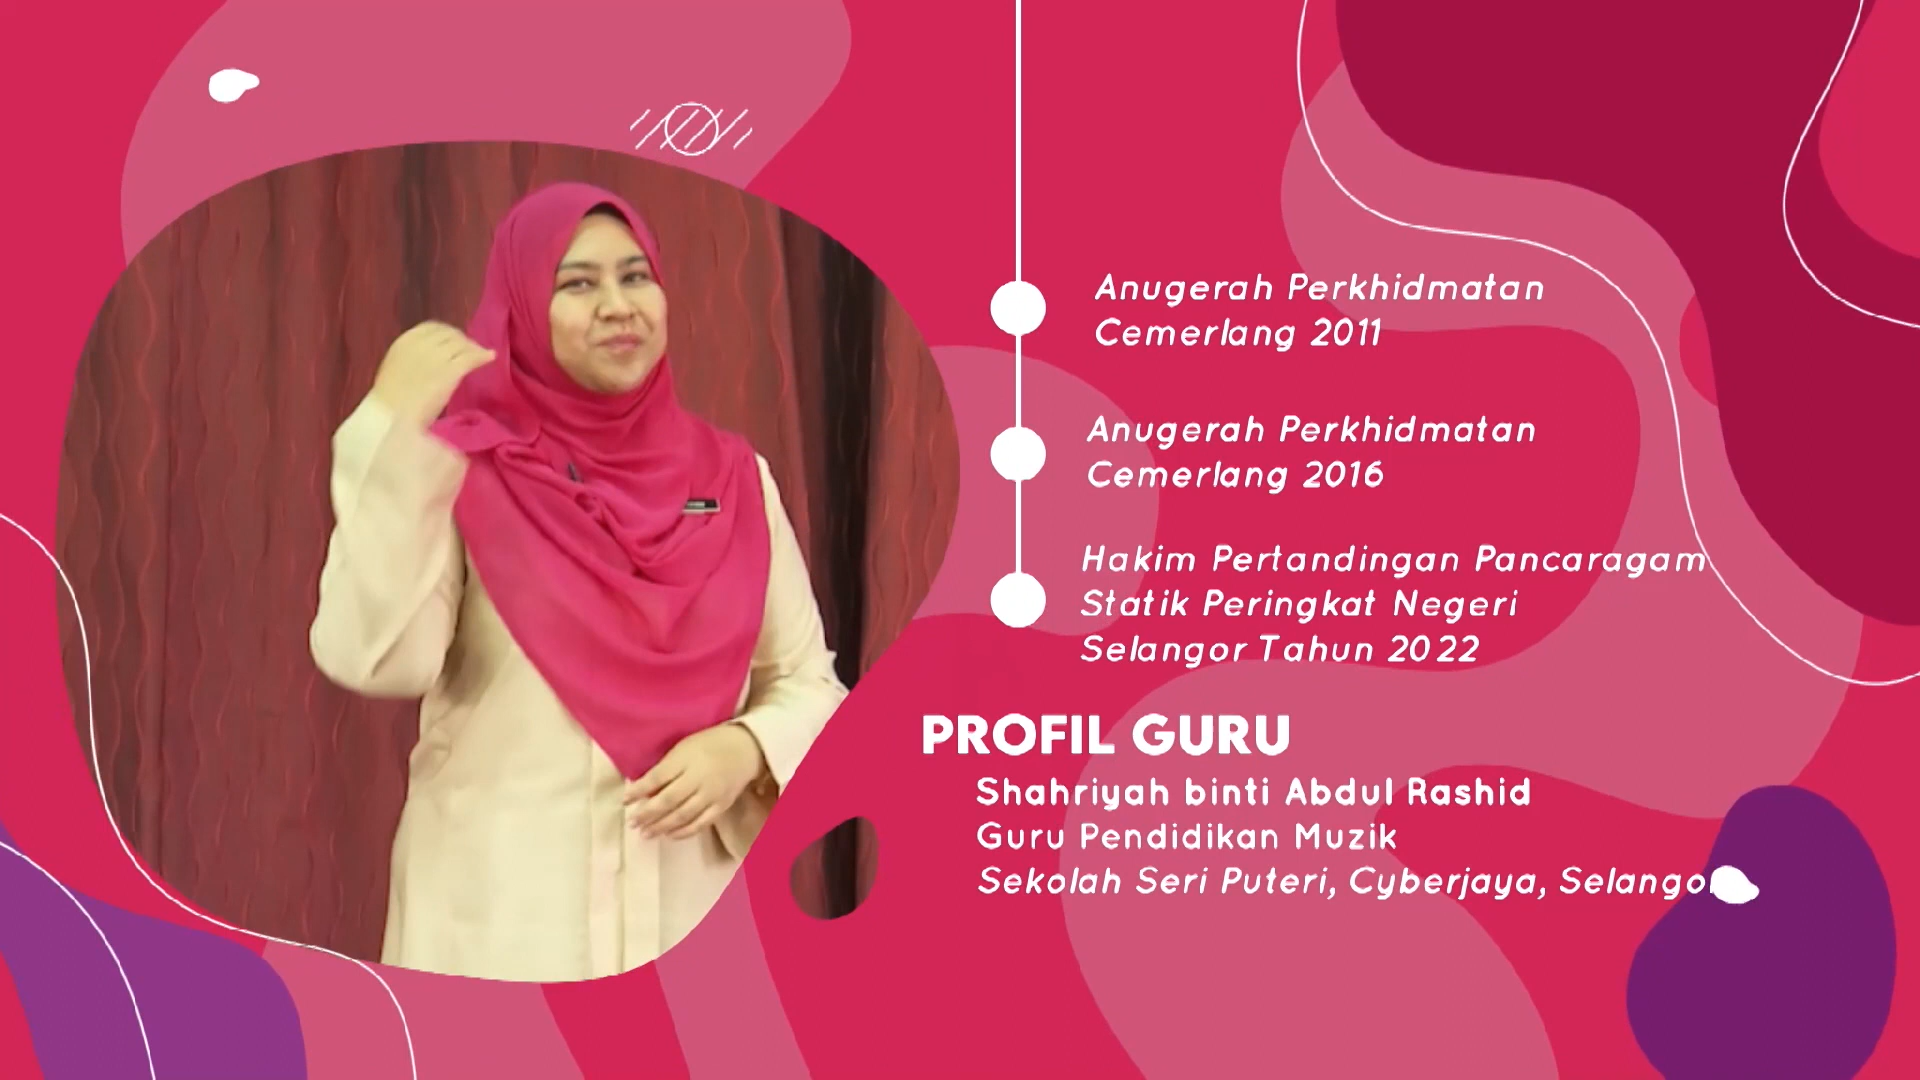 Anugerah Perkhidmatan
Cemerlang 2011
Anugerah Perkhidmatan
Cemerlang 2016
Hakim Pertandingan Pancaragam
Statik Peringkat Negeri
Selangor Tahun 2022
PROFIL GURU
Shahriyah binti Abdul Rashid
Guru Pendidikan Muzik
Sekolah Seri Puteri, Cyberjaya, Selangor